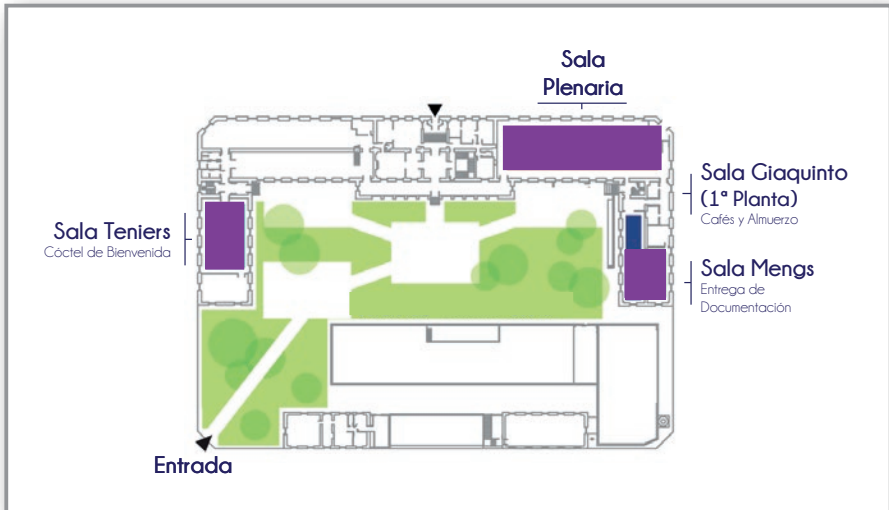 Sala
Plenaria
Sala Giaquinto
(1ª Planta)
Cafés y Almuerzo
Sala Teniers
Cóctel de Bienvenida
Sala Mengs
Entrega de
Documentación
Entrada